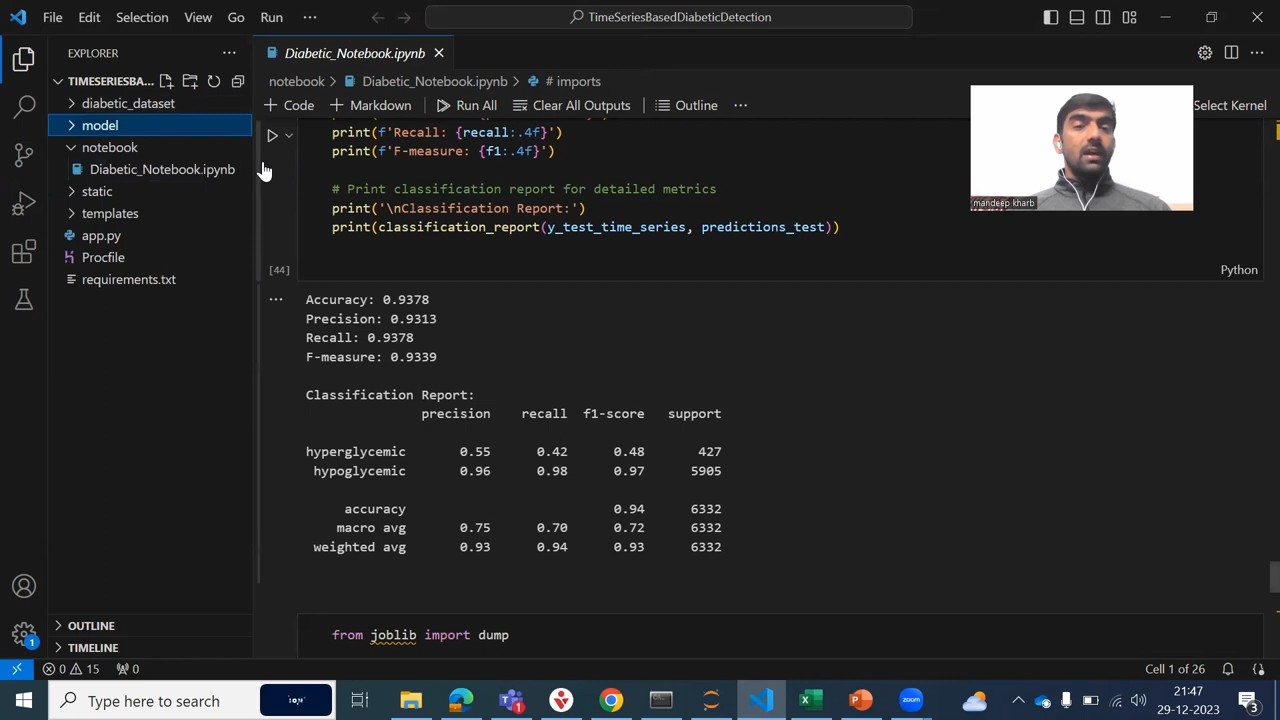 File Edit Selection View Go Run
TimeSeriesBasedDiabeticDetection
EXPLORER
Diabetic_Notebook.ipynb
TIMESERIESBA...
notebook > Diabetic_Notebook.ipynb > # imports
diabetic_dataset
Code Markdown Run All Clear All Outputs Outline
Select Kernel
model
notebook
Diabetic_Notebook.ipynb
static
templates
app.py
Procfile
requirements.txt
print(f'Recall: {recall:.4f}')
print(f'F-measure: {f1:.4f}')
# Print classification report for detailed metrics
print('\nClassification Report:')
print(classification_report(y_test_time_series, predictions_test))
[44]
Python
mandeep kharb
Accuracy: 0.9378
Precision: 0.9313
Recall: 0.9378
F-measure: 0.9339
Classification Report:
precision recall f1-score support
hyperglycemic 0.55 0.42 0.48 427
hypoglycemic 0.96 0.98 0.97 5905
accuracy 0.94 6332
macro avg 0.75 0.70 0.72 6332
weighted avg 0.93 0.94 0.93 6332
from joblib import dump
OUTLINE
TIMELINE
1
0 15 0
Cell 1 of 26
Type here to search
1
21:47
29-12-2023
3